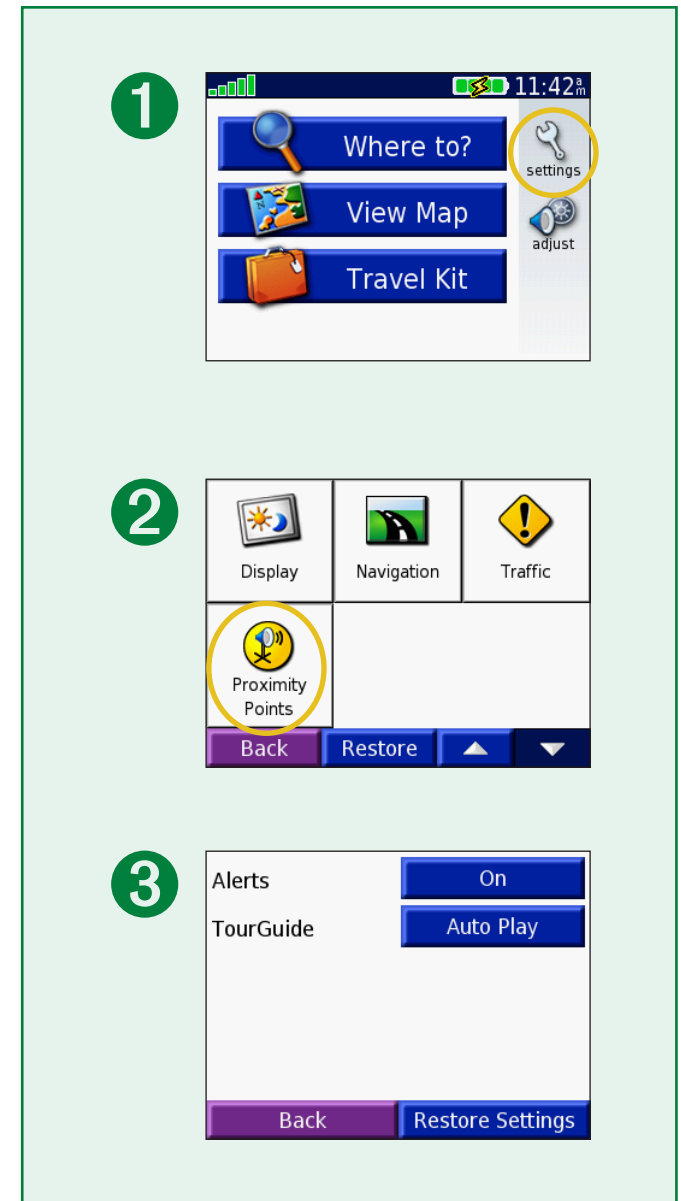 1
11:42 am
Where to?
settings
View Map
adjust
Travel Kit
N
2
Display Navigation Traffic
Proximity
Points
Back Restore
3
Alerts On
TourGuide Auto Play
Back Restore Settings